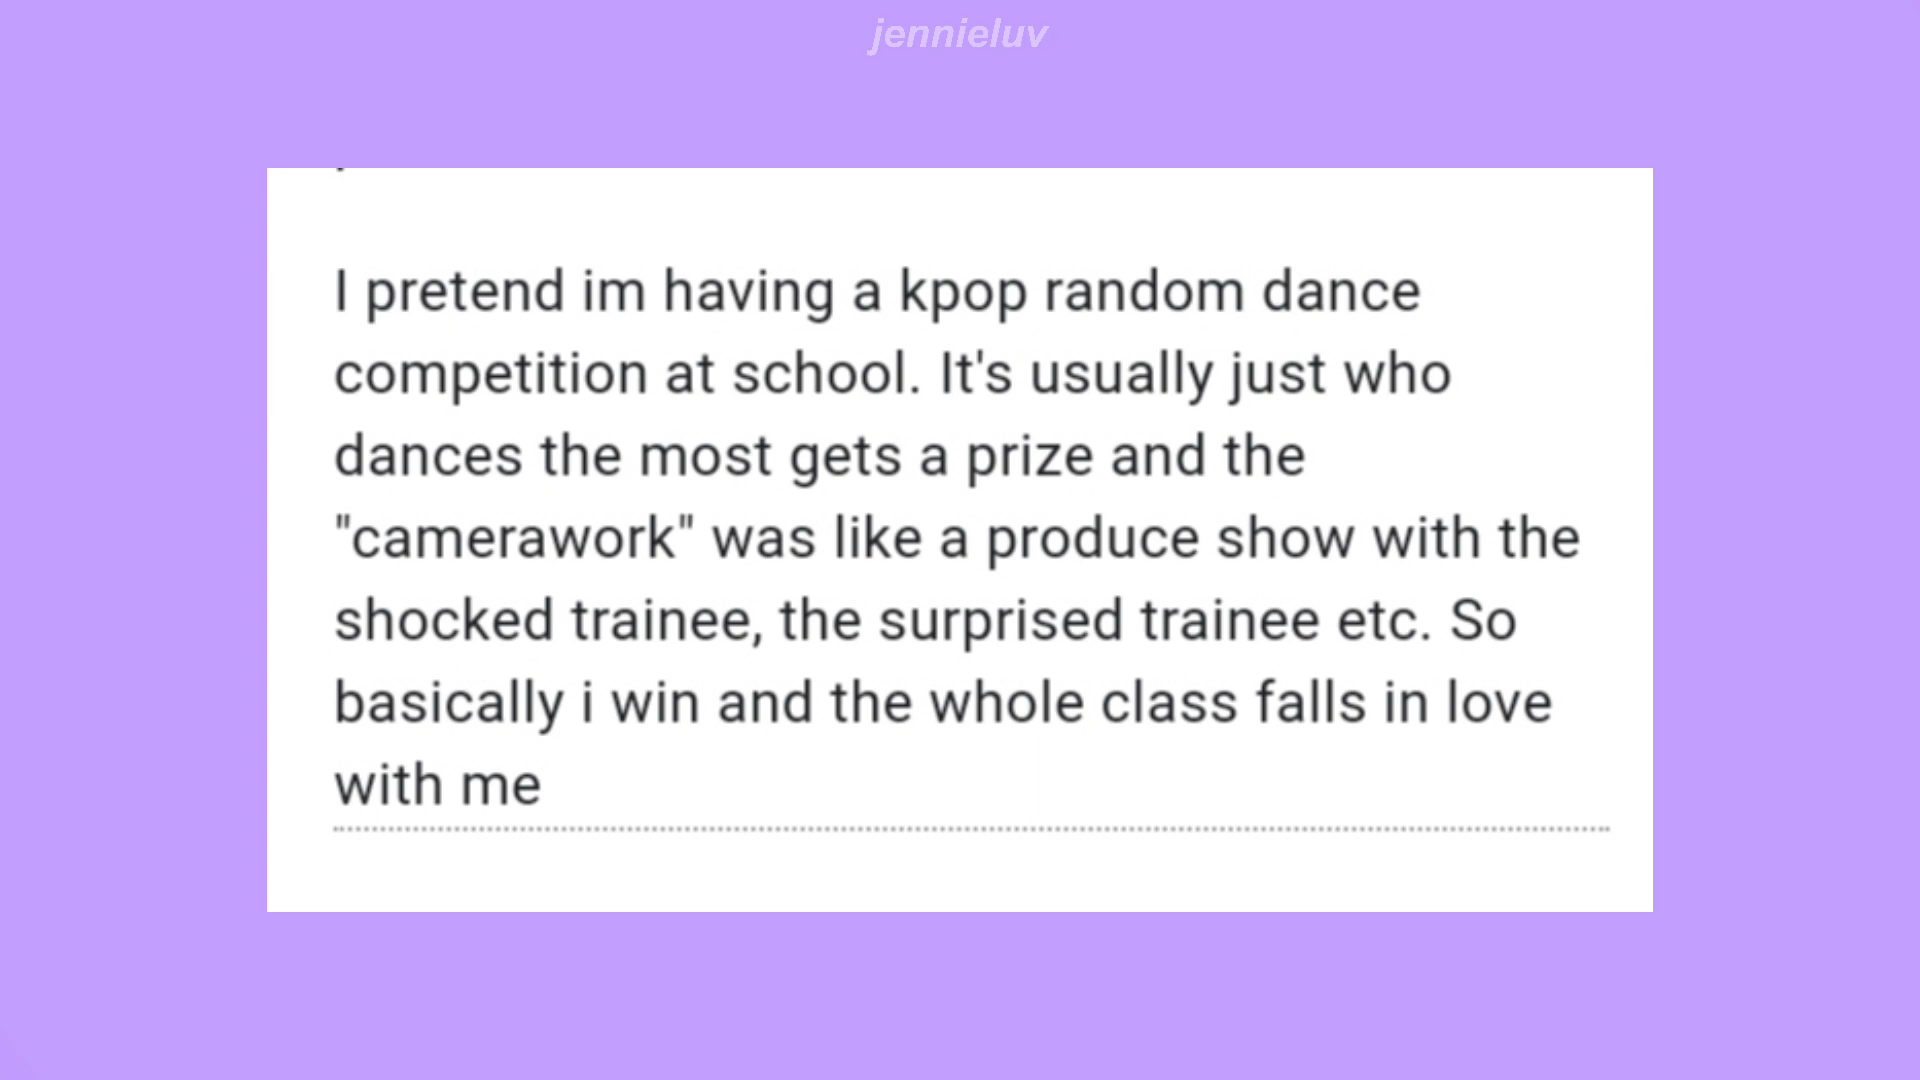 jennieluv
I pretend im having a kpop random dance
competition at school. It's usually just who
dances the most gets a prize and the
"camerawork" was like a produce show with the
shocked trainee, the surprised trainee etc. So
basically i win and the whole class falls in love
with me